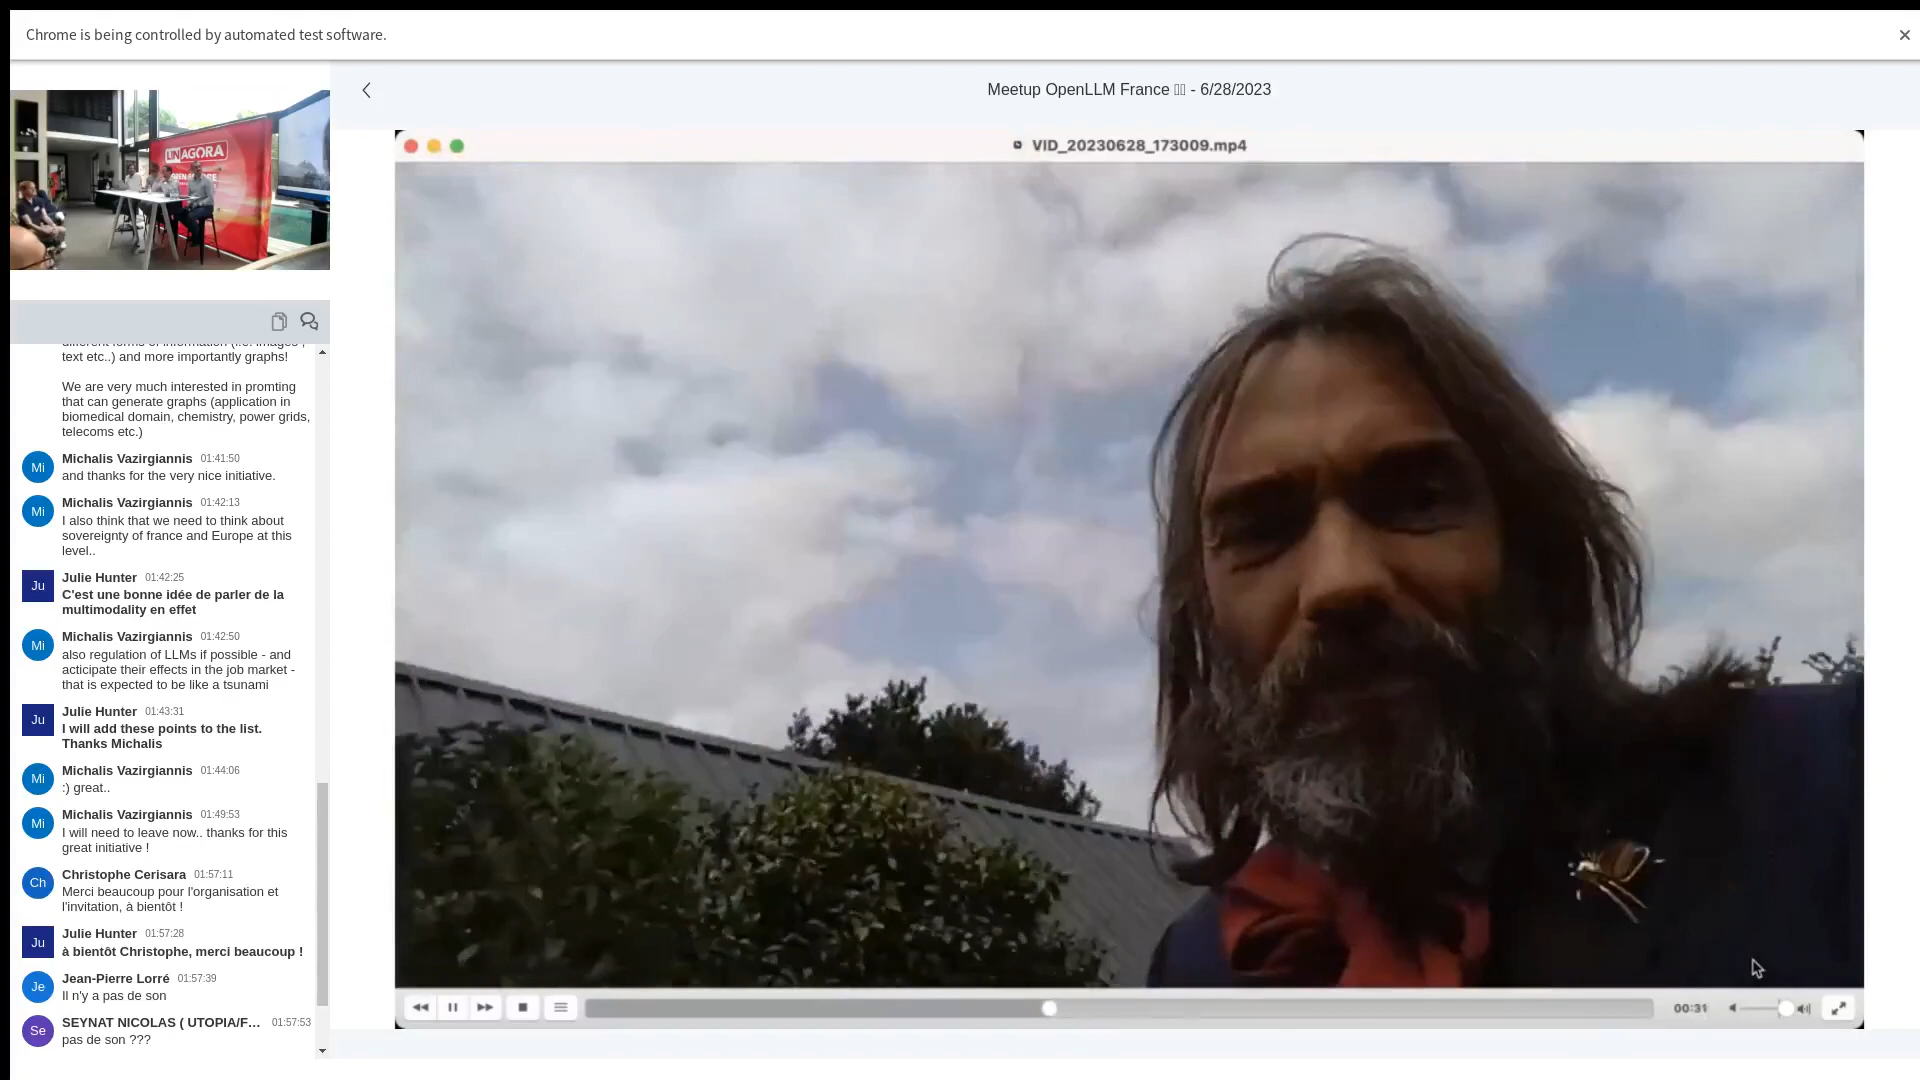 Chrome is being controlled by automated test software.
Meetup OpenLLM France - 6/28/2023
VID_20230628_173009.mp4
LINAGORA
text etc..) and more importantly graphs!
We are very much interested in promting
that can generate graphs (application in
biomedical domain, chemistry, power grids,
telecoms etc.)
Mi
Michalis Vazirgiannis 01:41:50
and thanks for the very nice initiative.
Mi
Michalis Vazirgiannis 01:42:13
I also think that we need to think about
sovereignty of france and Europe at this
level..
Ju
Julie Hunter 01:42:25
C'est une bonne idée de parler de la
multimodality en effet
Mi
Michalis Vazirgiannis 01:42:50
also regulation of LLMs if possible - and
acticipate their effects in the job market -
that is expected to be like a tsunami
Ju
Julie Hunter 01:43:31
I will add these points to the list.
Thanks Michalis
Mi
Michalis Vazirgiannis 01:44:06
:) great..
Mi
Michalis Vazirgiannis 01:49:53
I will need to leave now.. thanks for this
great initiative !
Ch
Christophe Cerisara 01:57:11
Merci beaucoup pour l'organisation et
l'invitation, à bientôt !
Ju
Julie Hunter 01:57:28
à bientôt Christophe, merci beaucoup !
Je
Jean-Pierre Lorré 01:57:39
Il n'y a pas de son
Se
SEYNAT NICOLAS ( UTOPIA/F... 01:57:53
pas de son ???
00:31